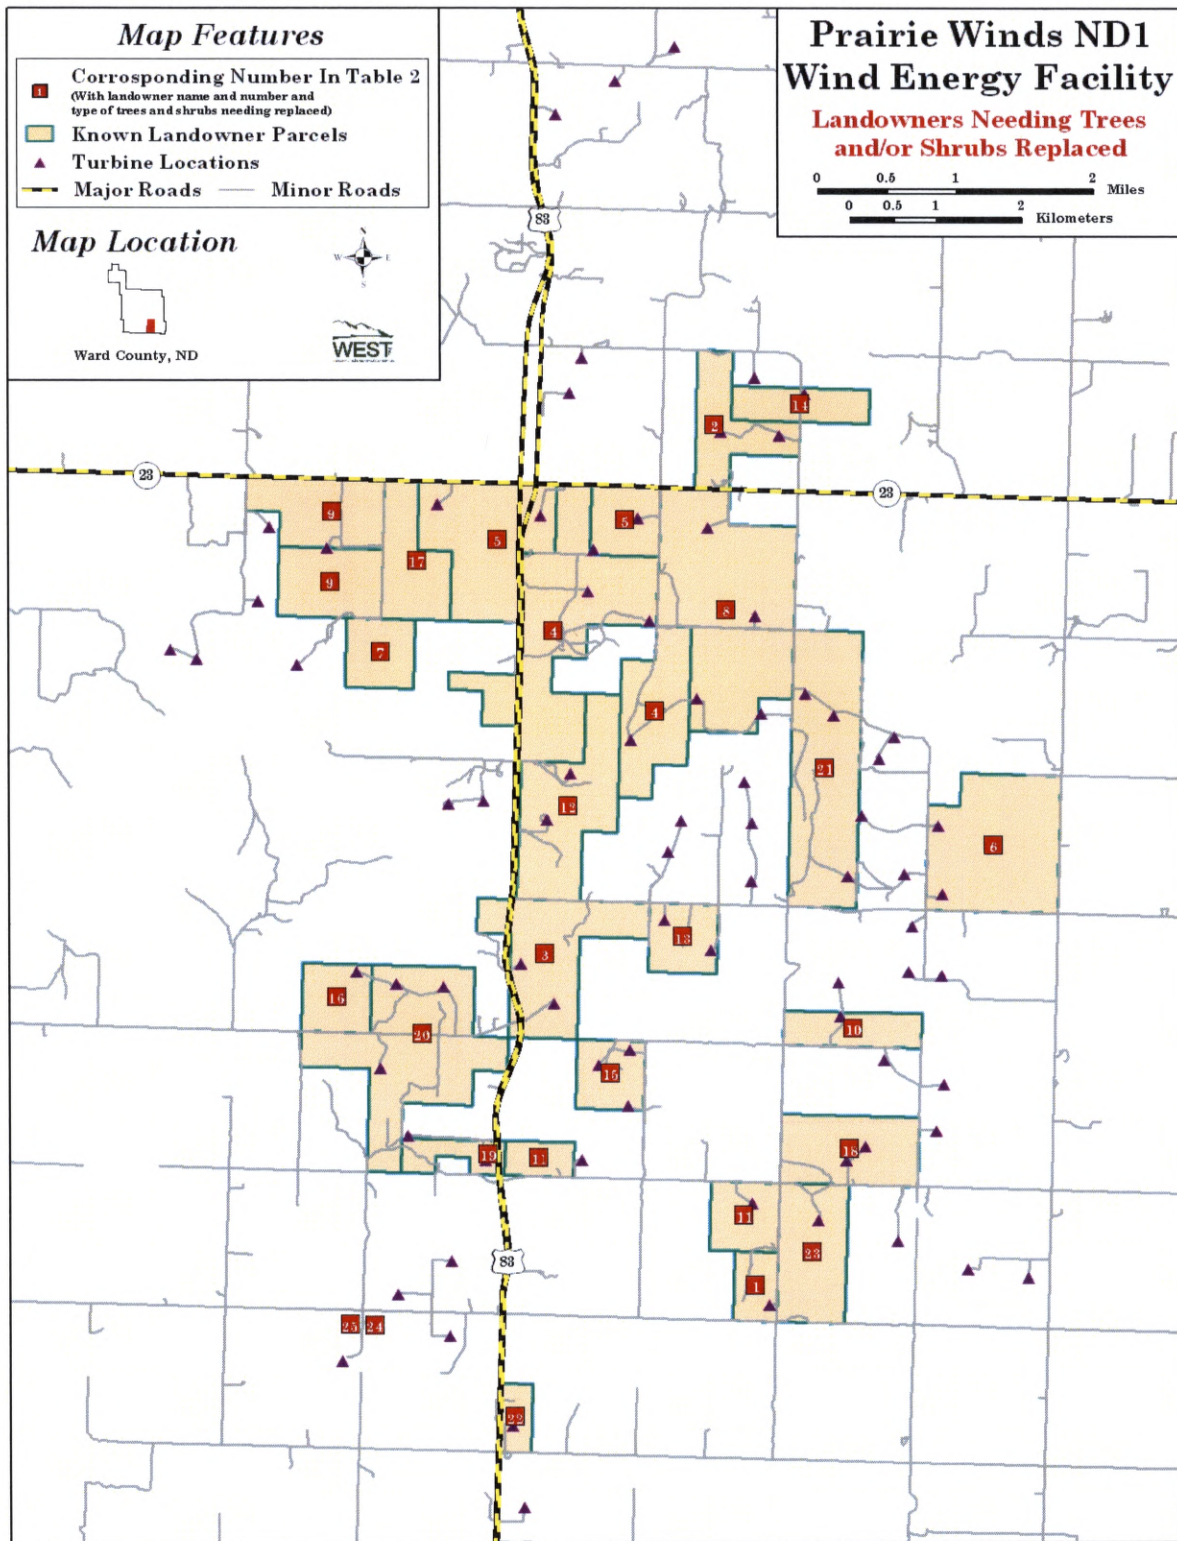 Map Features
1
Corrosponding Number In Table 2
(With landowner name and number and
type of trees and shrubs needing replaced)
Known Landowner Parcels
Turbine Locations
Major Roads
Minor Roads
Map Location
N
W E
S
Ward County, ND
WEST
Prairie Winds ND1
Wind Energy Facility
Landowners Needing Trees
and/or Shrubs Replaced
0 0.5 1 2
Miles
0 0.5 1 2
Kilometers
83
14
2
23
23
9
5
5
17
9
8
4
7
4
21
12
6
13
3
16
10
20
15
18
19
11
11
23
83
1
25
24
22